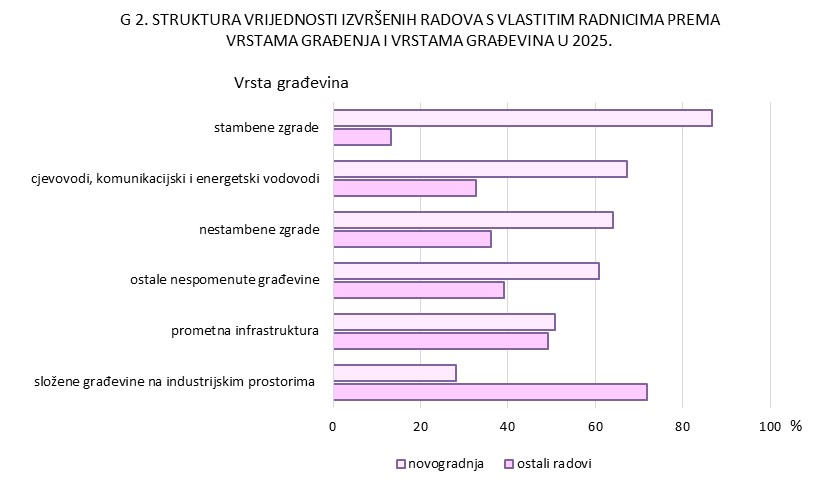 G 2. STRUKTURA VRIJEDNOSTI IZVRŠENIH RADOVA S VLASTITIM RADNICIMA PREMA
VRSTAMA GRAĐENJA I VRSTAMA GRAĐEVINA U 2025.
Vrsta građevina
stambene zgrade
cjevovodi, komunikacijski i energetski vodovodi
nestambene zgrade
ostale nespomenute građevine
prometna infrastruktura
složene građevine na industrijskim prostorima
0 20 40 60 80 100 %
novogradnja ostali radovi